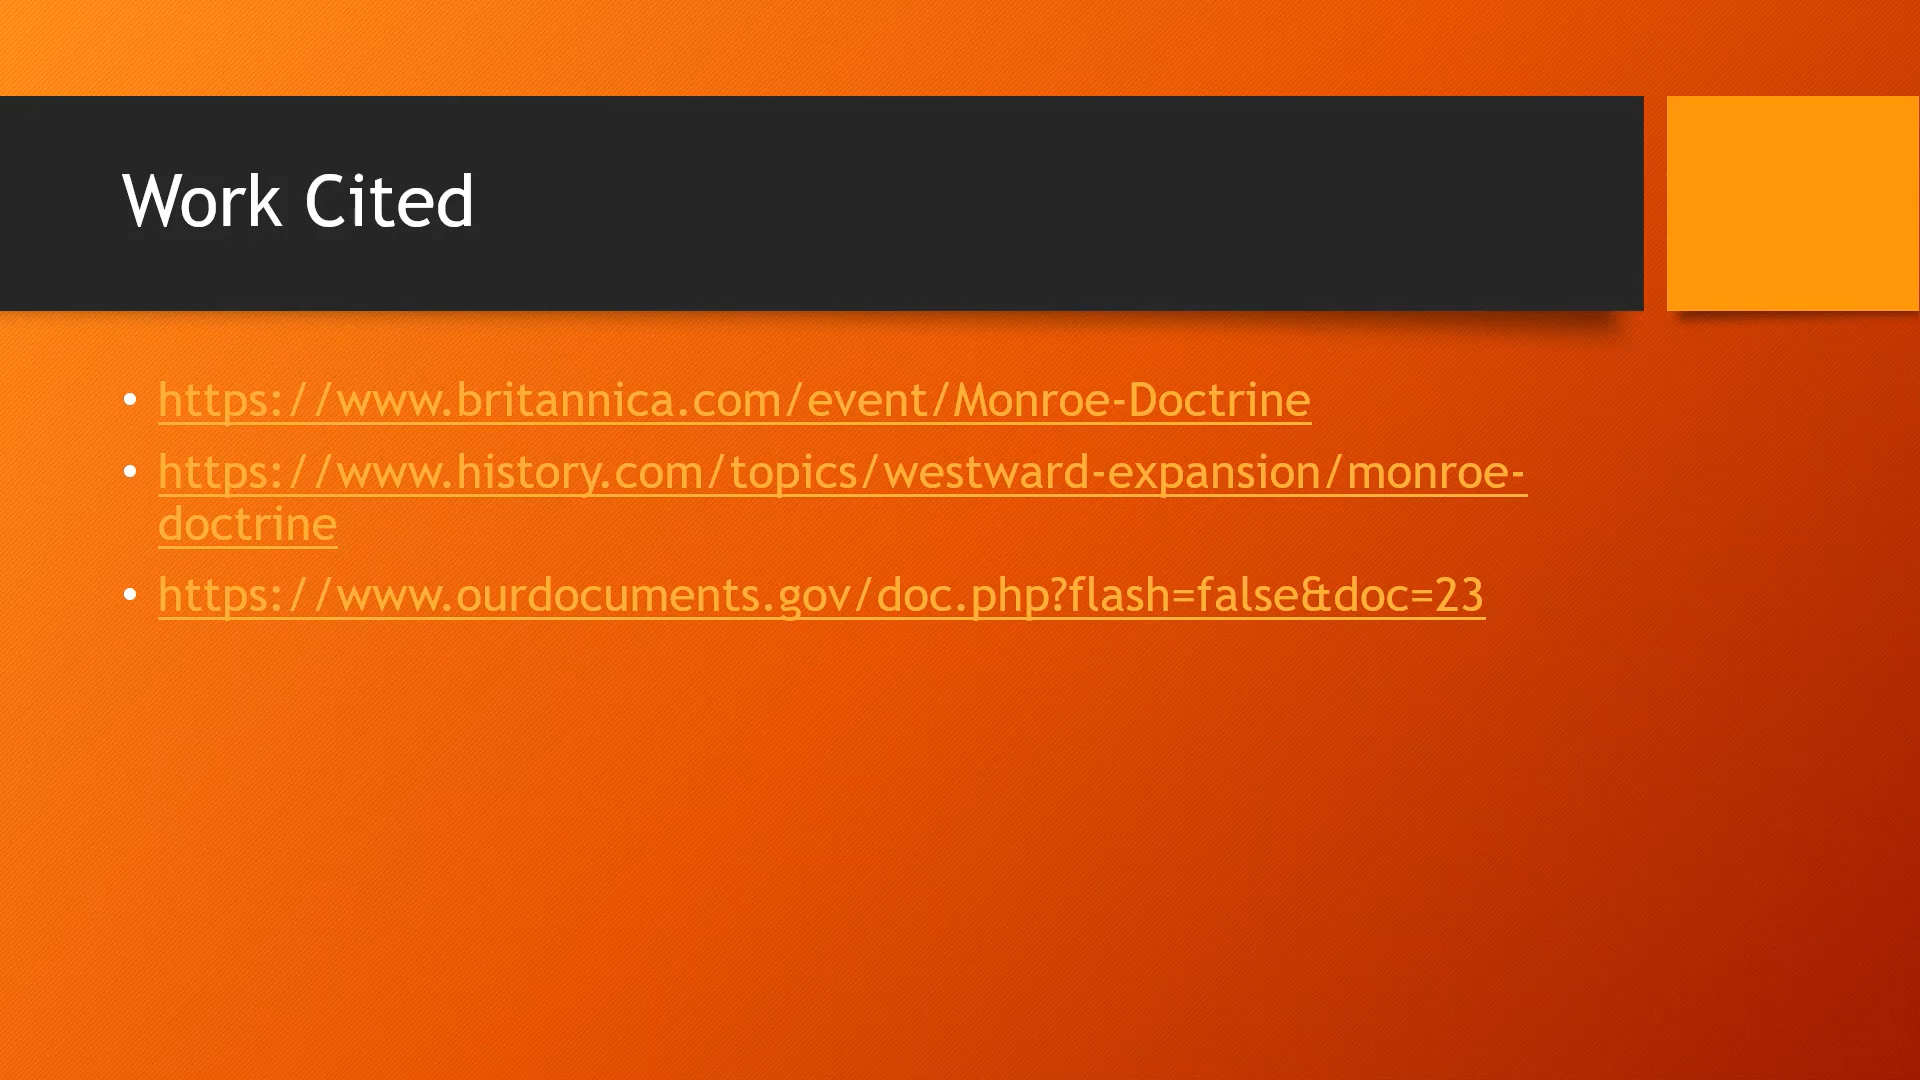 Work Cited
• https://www.britannica.com/event/Monroe-Doctrine
• https://www.history.com/topics/westward-expansion/monroe-
doctrine
• https://www.ourdocuments.gov/doc.php?flash=false&doc=23